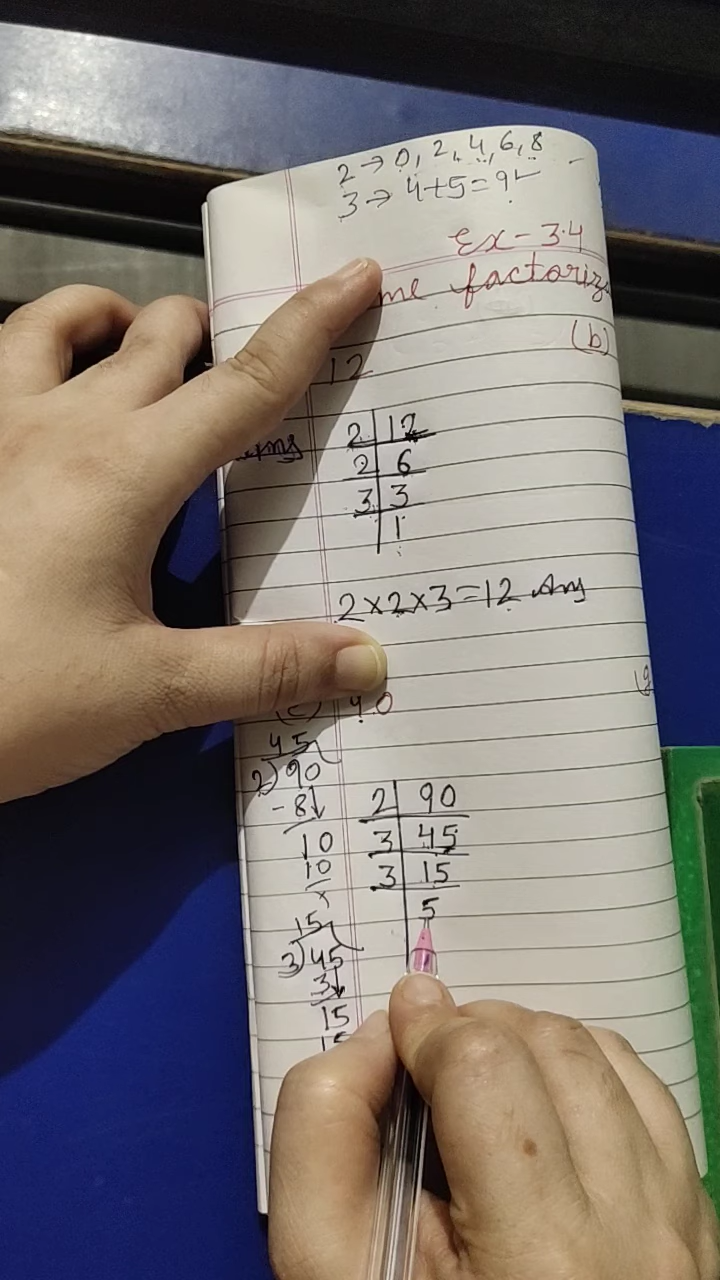 2 → 0, 2, 4, 6, 8
3 → 4+5=9✓
Ex - 3.4
me factoriz
(b)
12
2 | 12
2 | 6
3 | 3
1
2×2×3=12 Ans
(c) 90
45
2)90
-8↓
10
10
×
2 | 90
3 | 45
3 | 15
5
15
3)45
3↓
15
15